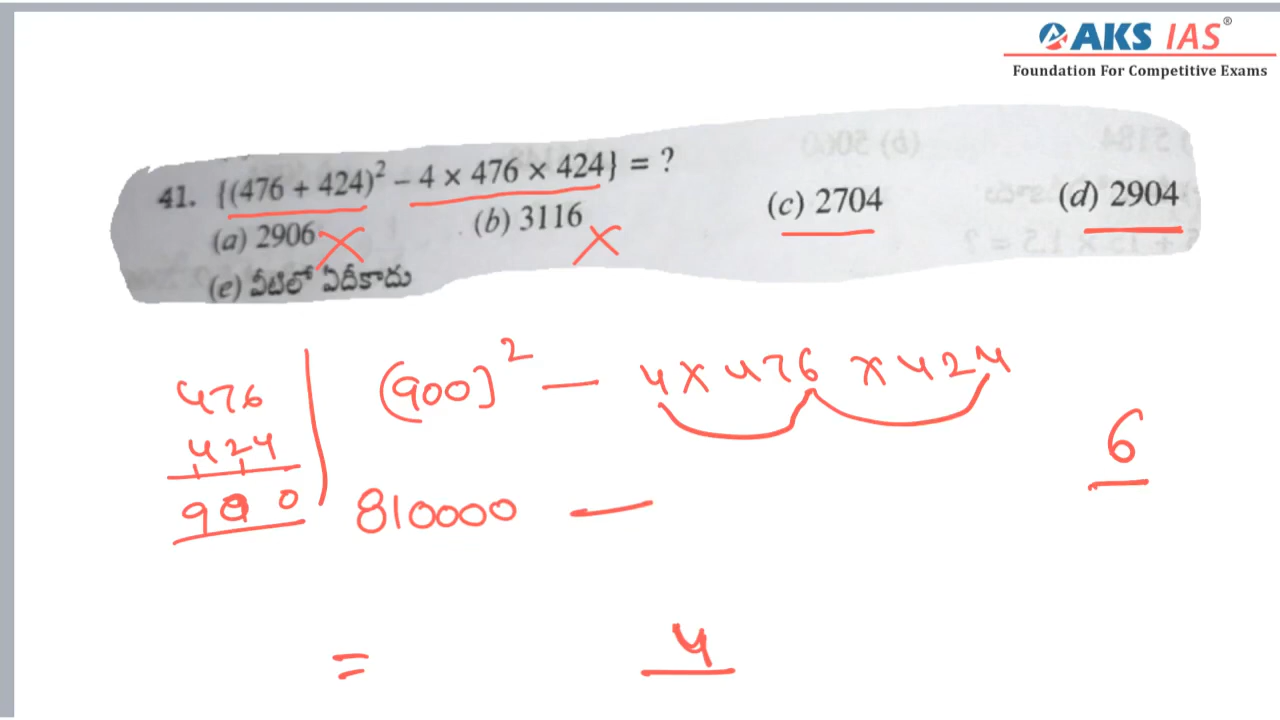 AKS IAS®
Foundation For Competitive Exams
41. {(476 + 424)² − 4 × 476 × 424} = ?
(a) 2906 (b) 3116 (c) 2704 (d) 2904
(e) వీటిలో ఏదీకాదు
476
424
900
(900)² — 4 × 476 × 424
6
810000 —
= 4